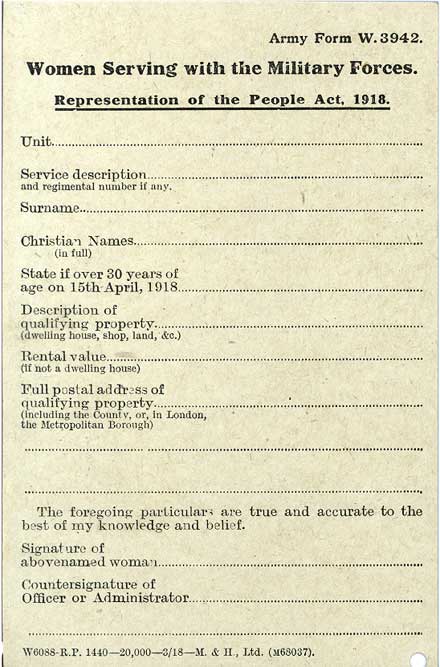 Army Form W. 3942.
Women Serving with the Military Forces.
Representation of the People Act, 1918.
Unit
Service description
and regimental number if any.
Surname
Christian Names
(in full)
State if over 30 years of
age on 15th April, 1918
Description of
qualifying property
(dwelling house, shop, land, &c.)
Rental value
(if not a dwelling house)
Full postal address of
qualifying property
(including the County, or, in London,
the Metropolitan Borough)
The foregoing particulars are true and accurate to the
best of my knowledge and belief.
Signature of
abovenamed woman
Countersignature of
Officer or Administrator
W6088-R.P. 1440—20,000—3/18—M. & H., Ltd. (M68037).